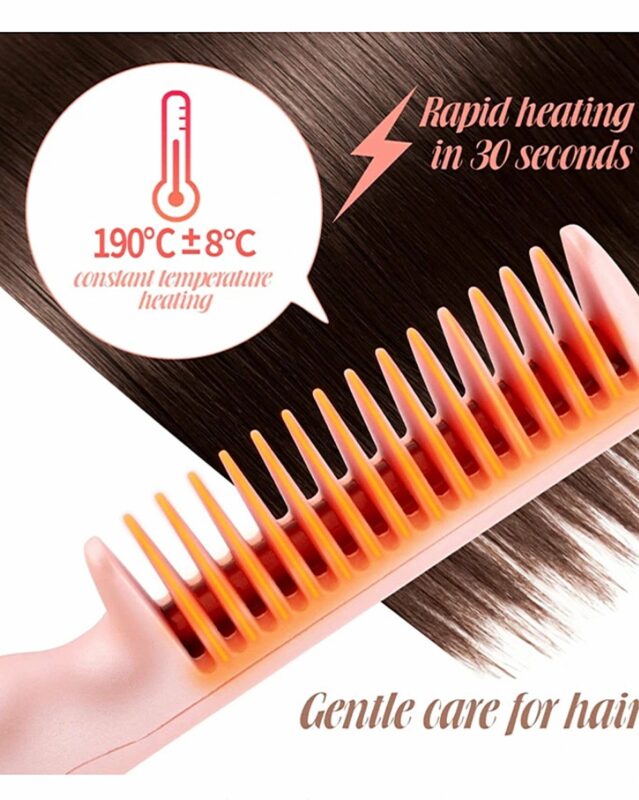 Rapid heating
in 30 seconds
190°C±8°C
constant temperature
heating
Gentle care for hair